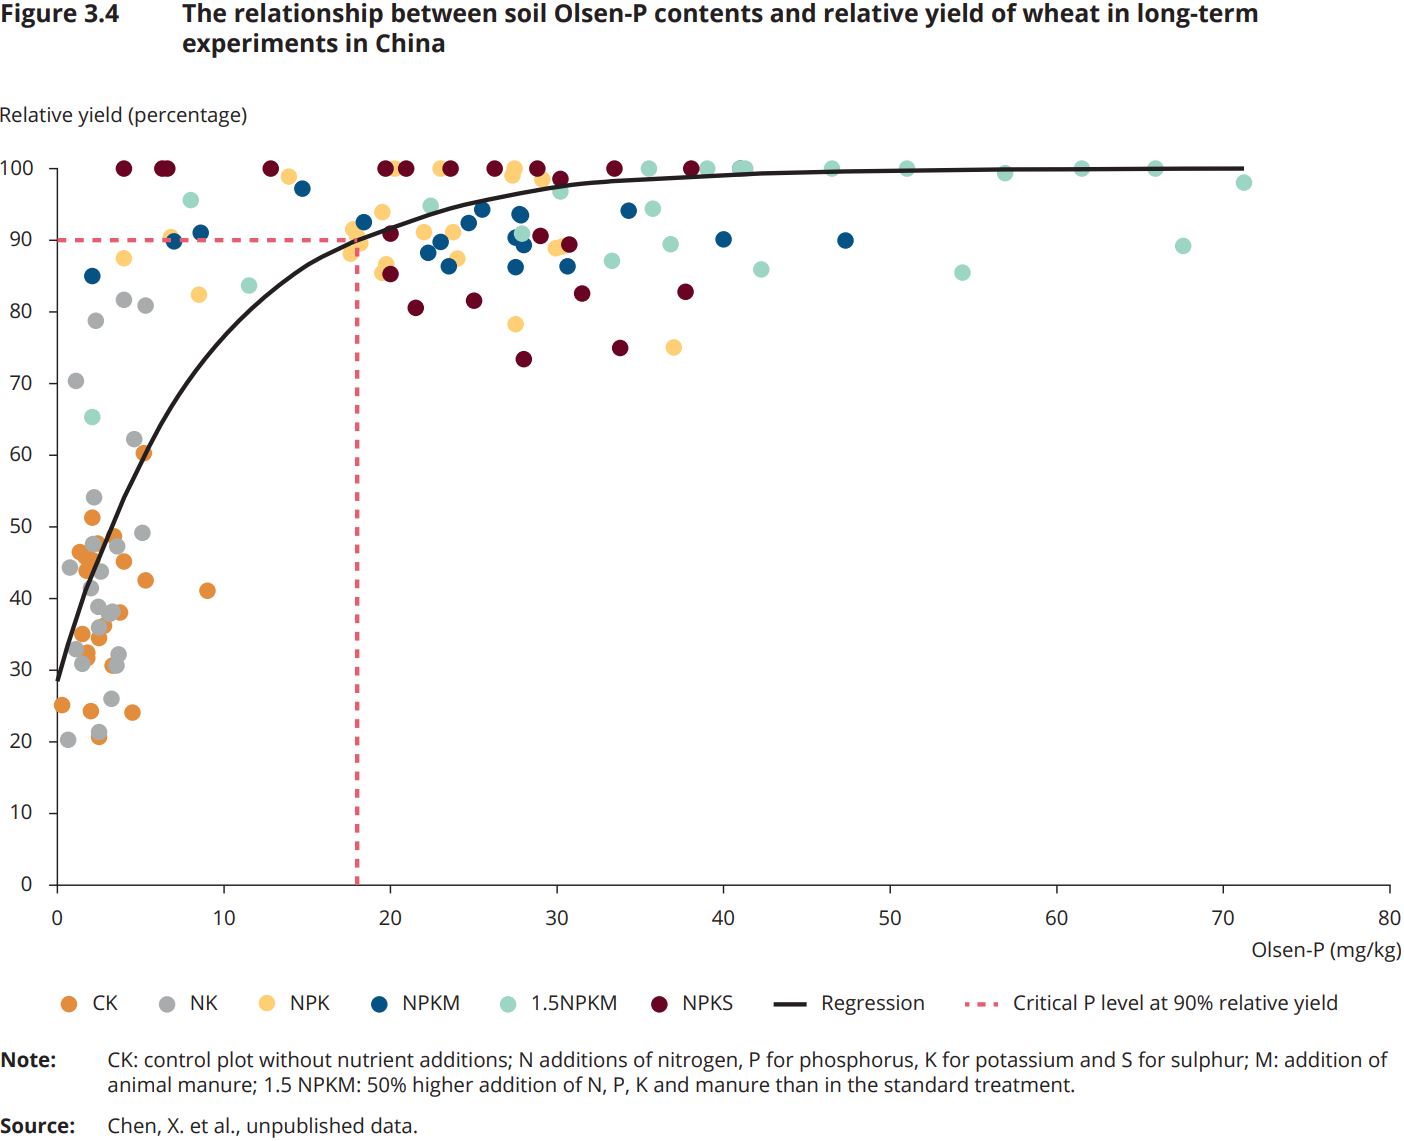 Figure 3.4 The relationship between soil Olsen-P contents and relative yield of wheat in long-term
experiments in China
Relative yield (percentage)
100
90
80
70
60
50
40
30
20
10
0
0 10 20 30 40 50 60 70 80
Olsen-P (mg/kg)
CK NK NPK NPKM 1.5NPKM NPKS Regression Critical P level at 90% relative yield
Note: CK: control plot without nutrient additions; N additions of nitrogen, P for phosphorus, K for potassium and S for sulphur; M: addition of
animal manure; 1.5 NPKM: 50% higher addition of N, P, K and manure than in the standard treatment.
Source: Chen, X. et al., unpublished data.